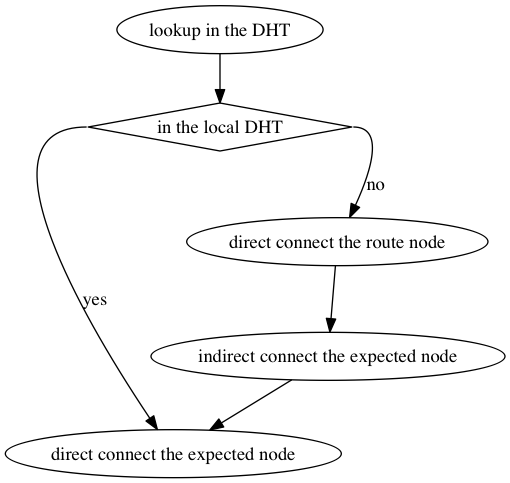 lookup in the DHT
in the local DHT
no
direct connect the route node
yes
indirect connect the expected node
direct connect the expected node